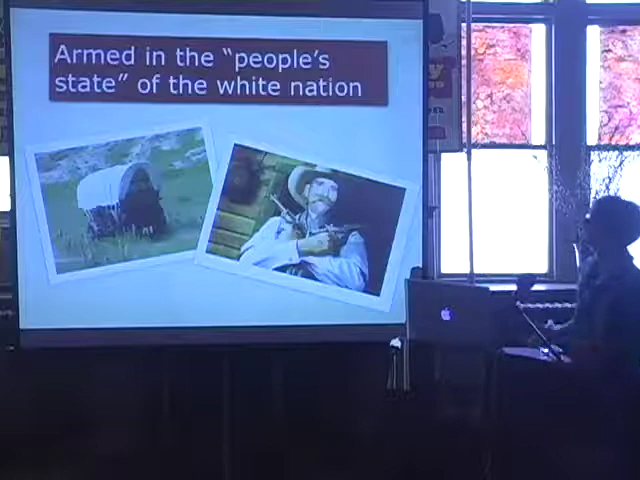 Armed in the “people’s
state” of the white nation